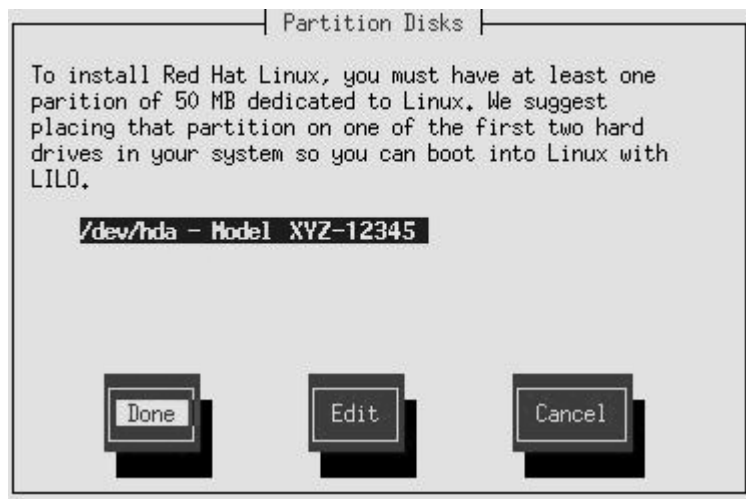 Partition Disks
To install Red Hat Linux, you must have at least one
parition of 50 MB dedicated to Linux. We suggest
placing that partition on one of the first two hard
drives in your system so you can boot into Linux with
LILO.
/dev/hda - Model XYZ-12345
Done Edit Cancel